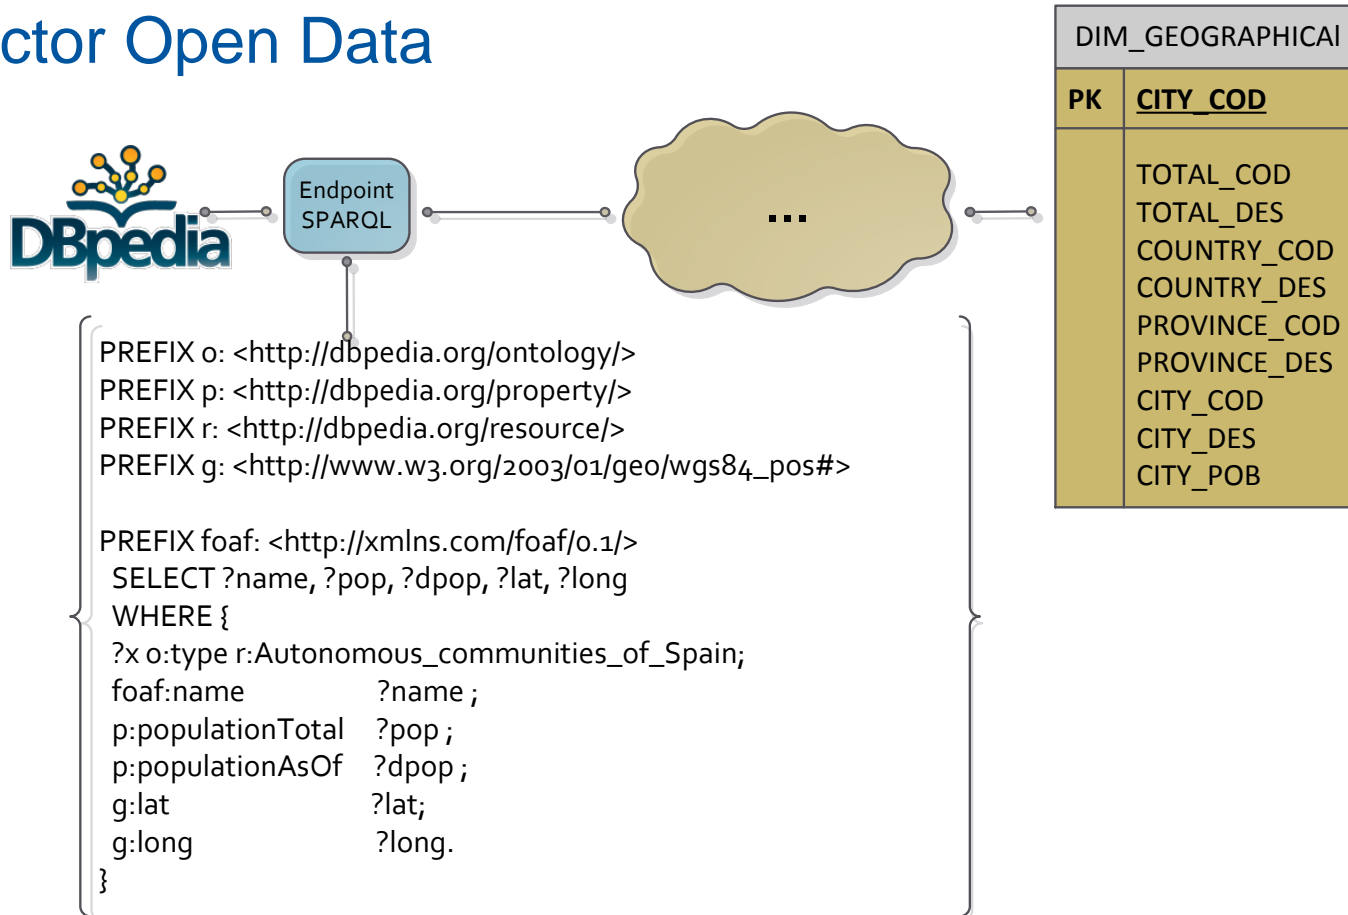 ctor Open Data
DIM_GEOGRAPHICAl
PK CITY_COD
TOTAL_COD
TOTAL_DES
COUNTRY_COD
COUNTRY_DES
PROVINCE_COD
PROVINCE_DES
CITY_COD
CITY_DES
CITY_POB
DBpedia
Endpoint
SPARQL
...
PREFIX o: <http://dbpedia.org/ontology/>
PREFIX p: <http://dbpedia.org/property/>
PREFIX r: <http://dbpedia.org/resource/>
PREFIX g: <http://www.w3.org/2003/01/geo/wgs84_pos#>
PREFIX foaf: <http://xmlns.com/foaf/0.1/>
SELECT ?name, ?pop, ?dpop, ?lat, ?long
WHERE {
?x o:type r:Autonomous_communities_of_Spain;
foaf:name ?name ;
p:populationTotal ?pop ;
p:populationAsOf ?dpop ;
g:lat ?lat;
g:long ?long.
}